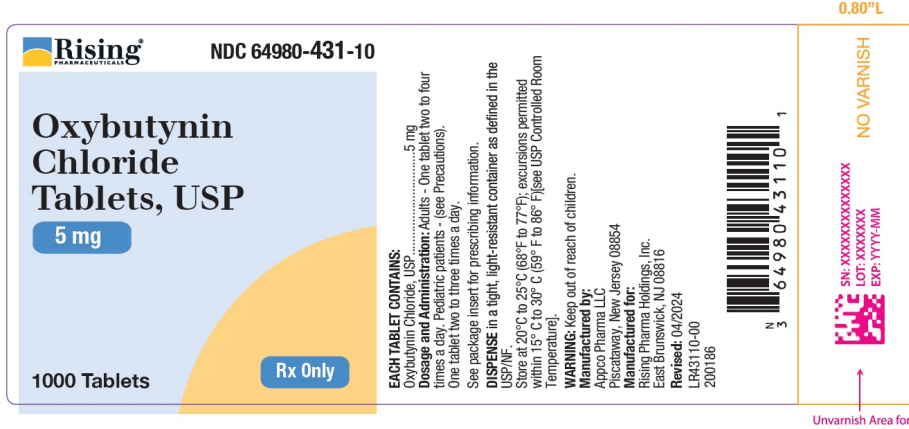 Rising®
PHARMACEUTICALS
NDC 64980-431-10
Oxybutynin
Chloride
Tablets, USP
5 mg
1000 Tablets
Rx Only
EACH TABLET CONTAINS:
Oxybutynin Chloride, USP..............................5 mg
Dosage and Administration: Adults - One tablet two to four
times a day. Pediatric patients - (see Precautions).
One tablet two to three times a day.
See package insert for prescribing information.
DISPENSE in a tight, light-resistant container as defined in the
USP/NF.
Store at 20°C to 25°C (68°F to 77°F); excursions permitted
within 15° C to 30° C (59° F to 86° F)[see USP Controlled Room
Temperature].
WARNING: Keep out of reach of children.
Manufactured by:
Appco Pharma LLC
Piscataway, New Jersey 08854
Manufactured for:
Rising Pharma Holdings, Inc.
East Brunswick, NJ 08816
Revised: 04/2024
LR43110-00
200186
N
3 64980 43110 1
0.80”L
NO VARNISH
SN: XXXXXXXXXXXXXXXX
LOT: XXXXXXX
EXP: YYYY-MM
Unvarnish Area for